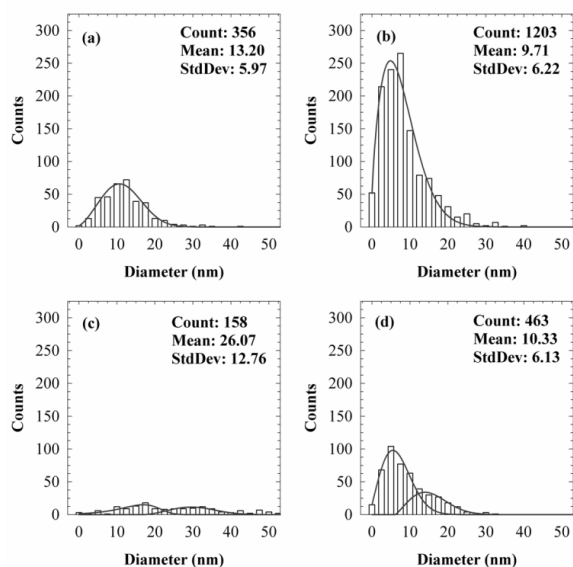 (a)
Count: 356
Mean: 13.20
StdDev: 5.97
300
250
200
150
100
50
0
Counts
0 10 20 30 40 50
Diameter (nm)
(b)
Count: 1203
Mean: 9.71
StdDev: 6.22
300
250
200
150
100
50
0
Counts
0 10 20 30 40 50
Diameter (nm)
(c)
Count: 158
Mean: 26.07
StdDev: 12.76
300
250
200
150
100
50
0
Counts
0 10 20 30 40 50
Diameter (nm)
(d)
Count: 463
Mean: 10.33
StdDev: 6.13
300
250
200
150
100
50
0
Counts
0 10 20 30 40 50
Diameter (nm)